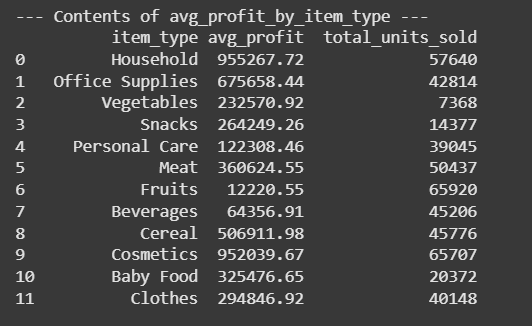 --- Contents of avg_profit_by_item_type ---
item_type avg_profit total_units_sold
0 Household 955267.72 57640
1 Office Supplies 675658.44 42814
2 Vegetables 232570.92 7368
3 Snacks 264249.26 14377
4 Personal Care 122308.46 39045
5 Meat 360624.55 50437
6 Fruits 12220.55 65920
7 Beverages 64356.91 45206
8 Cereal 506911.98 45776
9 Cosmetics 952039.67 65707
10 Baby Food 325476.65 20372
11 Clothes 294846.92 40148